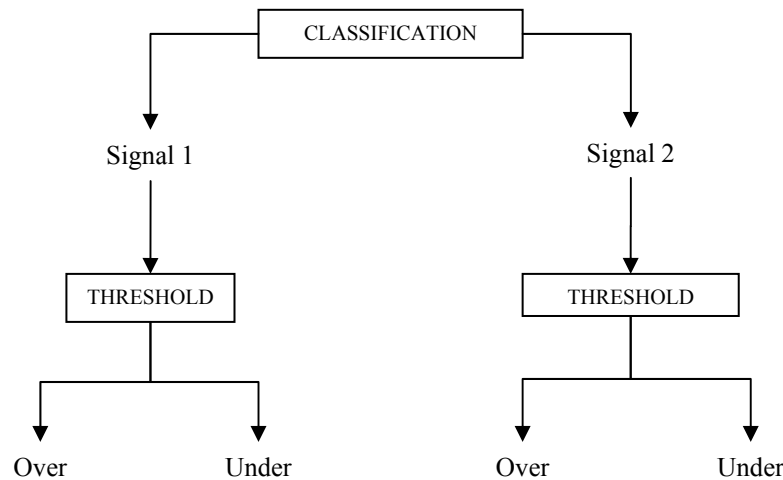 CLASSIFICATION
Signal 1
Signal 2
THRESHOLD
THRESHOLD
Over
Under
Over
Under